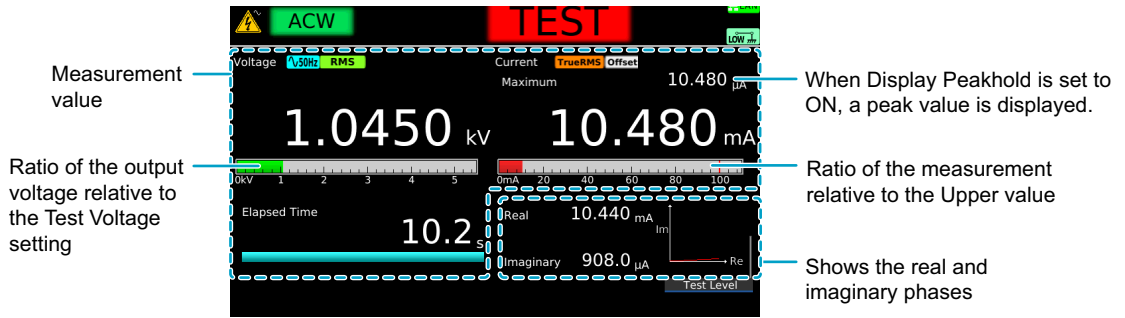 ACW
TEST
LAN
LOW
Voltage 50Hz RMS
Current TrueRMS Offset
Maximum 10.480 µA
1.0450 kV
10.480 mA
0kV 1 2 3 4 5
0mA 20 40 60 80 100
Elapsed Time
10.2 s
Real 10.440 mA
Im
Re
Imaginary 908.0 µA
Test Level
Measurement
value
Ratio of the output
voltage relative to
the Test Voltage
setting
When Display Peakhold is set to
ON, a peak value is displayed.
Ratio of the measurement
relative to the Upper value
Shows the real and
imaginary phases